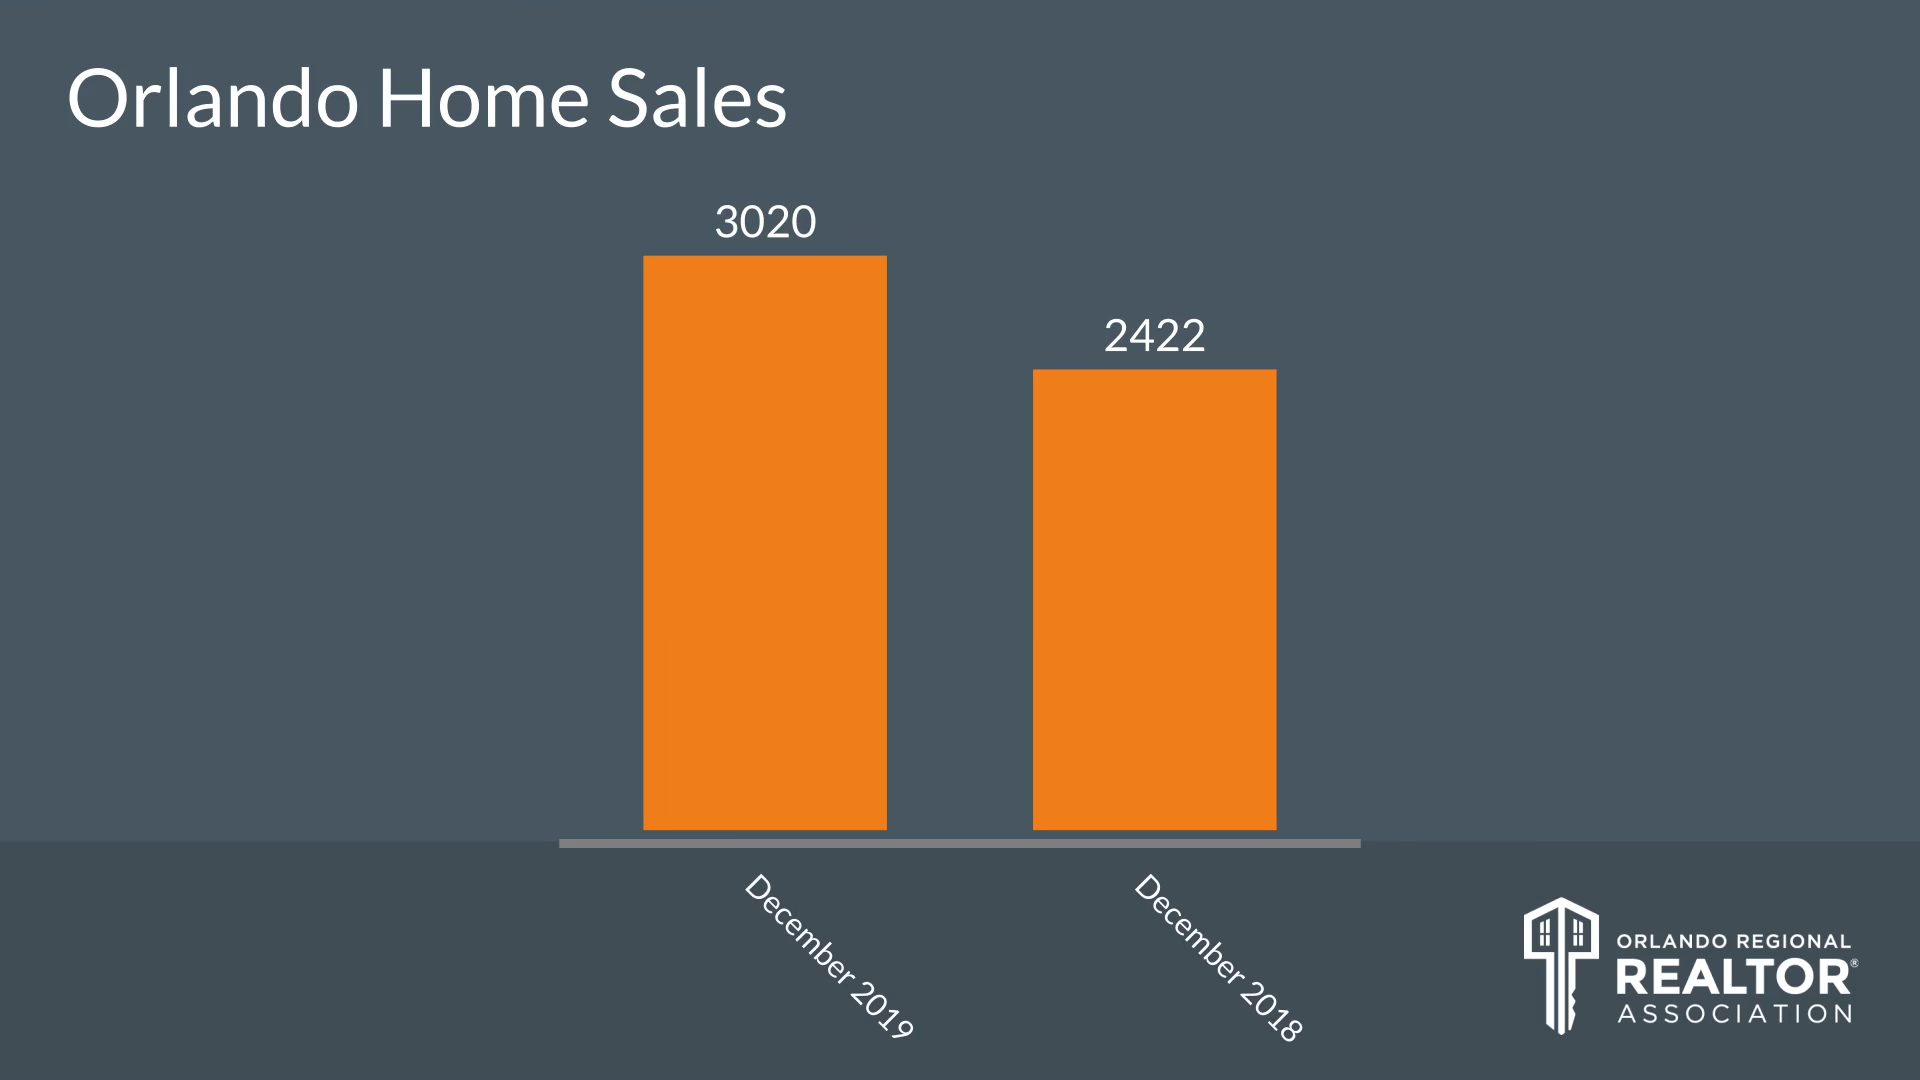 Orlando Home Sales
3020
2422
December 2019
December 2018
ORLANDO REGIONAL
REALTOR®
ASSOCIATION